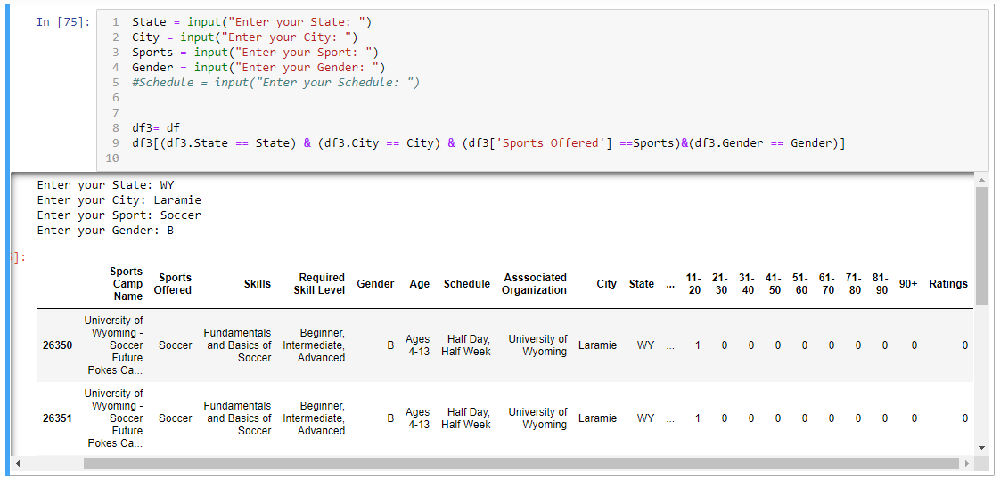 In [75]:
1 State = input("Enter your State: ")
2 City = input("Enter your City: ")
3 Sports = input("Enter your Sport: ")
4 Gender = input("Enter your Gender: ")
5 #Schedule = input("Enter your Schedule: ")
6
7
8 df3= df
9 df3[(df3.State == State) & (df3.City == City) & (df3['Sports Offered'] ==Sports)&(df3.Gender == Gender)]
10
Enter your State: WY
Enter your City: Laramie
Enter your Sport: Soccer
Enter your Gender: B
]:
Sports Camp Name Sports Offered Skills Required Skill Level Gender Age Schedule Asssociated Organization City State ... 11-20 21-30 31-40 41-50 51-60 61-70 71-80 81-90 90+ Ratings
26350 University of Wyoming - Soccer Future Pokes Ca... Soccer Fundamentals and Basics of Soccer Beginner, Intermediate, Advanced B Ages 4-13 Half Day, Half Week University of Wyoming Laramie WY ... 1 0 0 0 0 0 0 0 0 0
26351 University of Wyoming - Soccer Future Pokes Ca... Soccer Fundamentals and Basics of Soccer Beginner, Intermediate, Advanced B Ages 4-13 Half Day, Half Week University of Wyoming Laramie WY ... 1 0 0 0 0 0 0 0 0 0